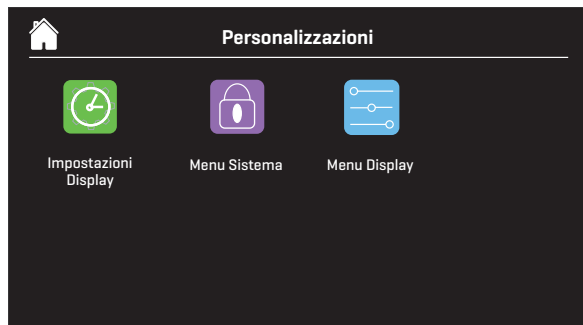 Personalizzazioni
Impostazioni
Display
Menu Sistema
Menu Display